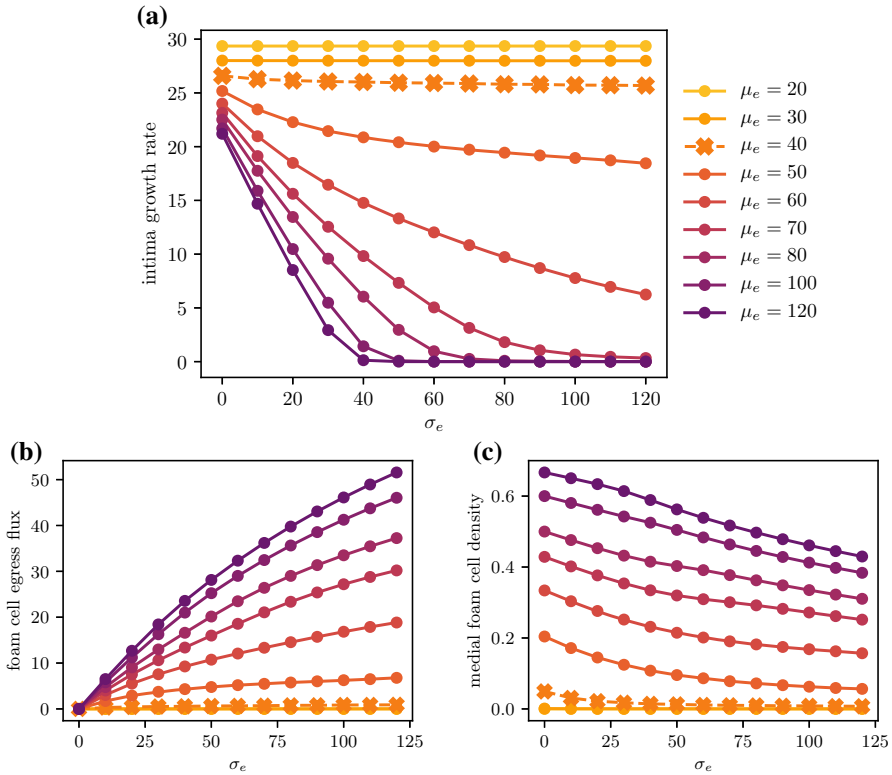 (a)
30
25
20
15
10
5
0
intima growth rate
0 20 40 60 80 100 120
σ_e
μ_e = 20
μ_e = 30
μ_e = 40
μ_e = 50
μ_e = 60
μ_e = 70
μ_e = 80
μ_e = 100
μ_e = 120
(b)
50
40
30
20
10
0
foam cell egress flux
0 25 50 75 100 125
σ_e
(c)
0.6
0.4
0.2
0.0
medial foam cell density
0 25 50 75 100 125
σ_e